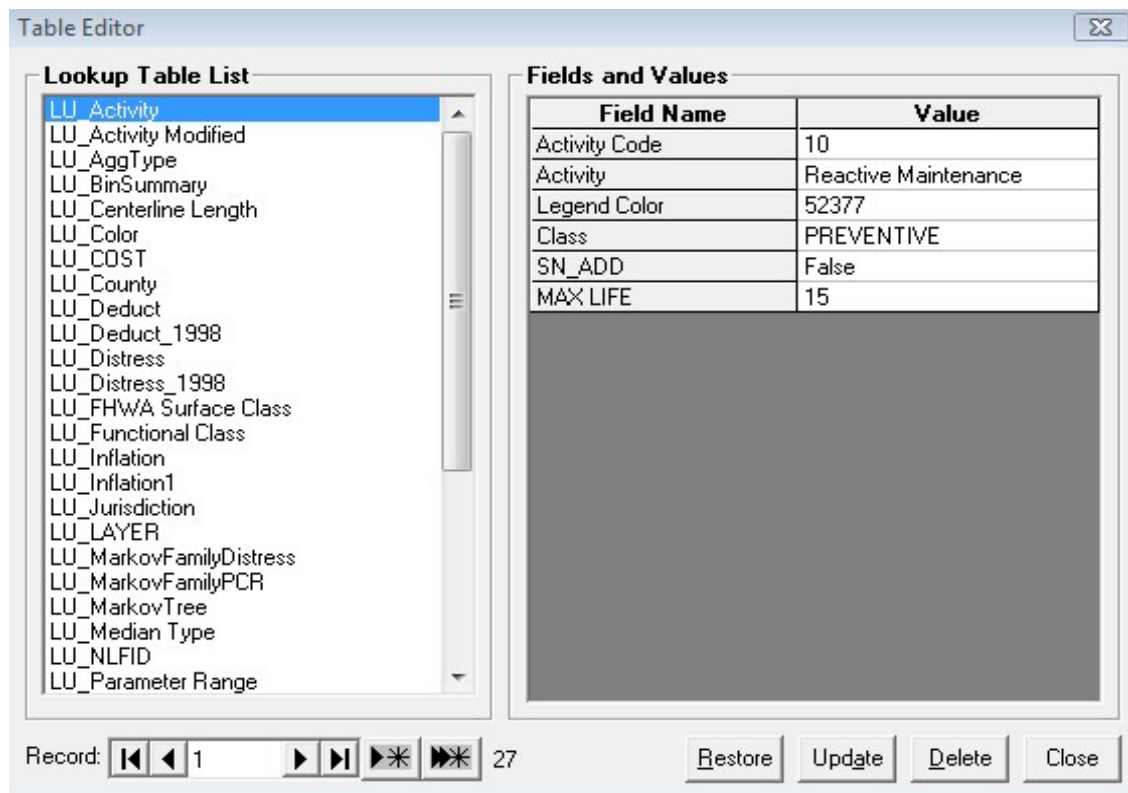 Table Editor
Lookup Table List
LU_Activity
LU_Activity Modified
LU_AggType
LU_BinSummary
LU_Centerline Length
LU_Color
LU_COST
LU_County
LU_Deduct
LU_Deduct_1998
LU_Distress
LU_Distress_1998
LU_FHWA Surface Class
LU_Functional Class
LU_Inflation
LU_Inflation1
LU_Jurisdiction
LU_LAYER
LU_MarkovFamilyDistress
LU_MarkovFamilyPCR
LU_MarkovTree
LU_Median Type
LU_NLFID
LU_Parameter Range
Fields and Values
Field Name Value
Activity Code 10
Activity Reactive Maintenance
Legend Color 52377
Class PREVENTIVE
SN_ADD False
MAX LIFE 15
Record: 1 27 Restore Update Delete Close